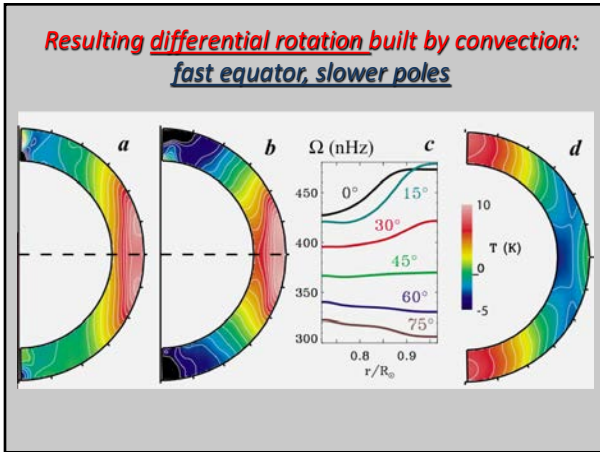 Resulting differential rotation built by convection:
fast equator, slower poles
a
b
Ω (nHz)
c
d
450
400
350
300
0°
15°
30°
45°
60°
75°
0.8
0.9
r/R⊙
10
T (K)
0
-5